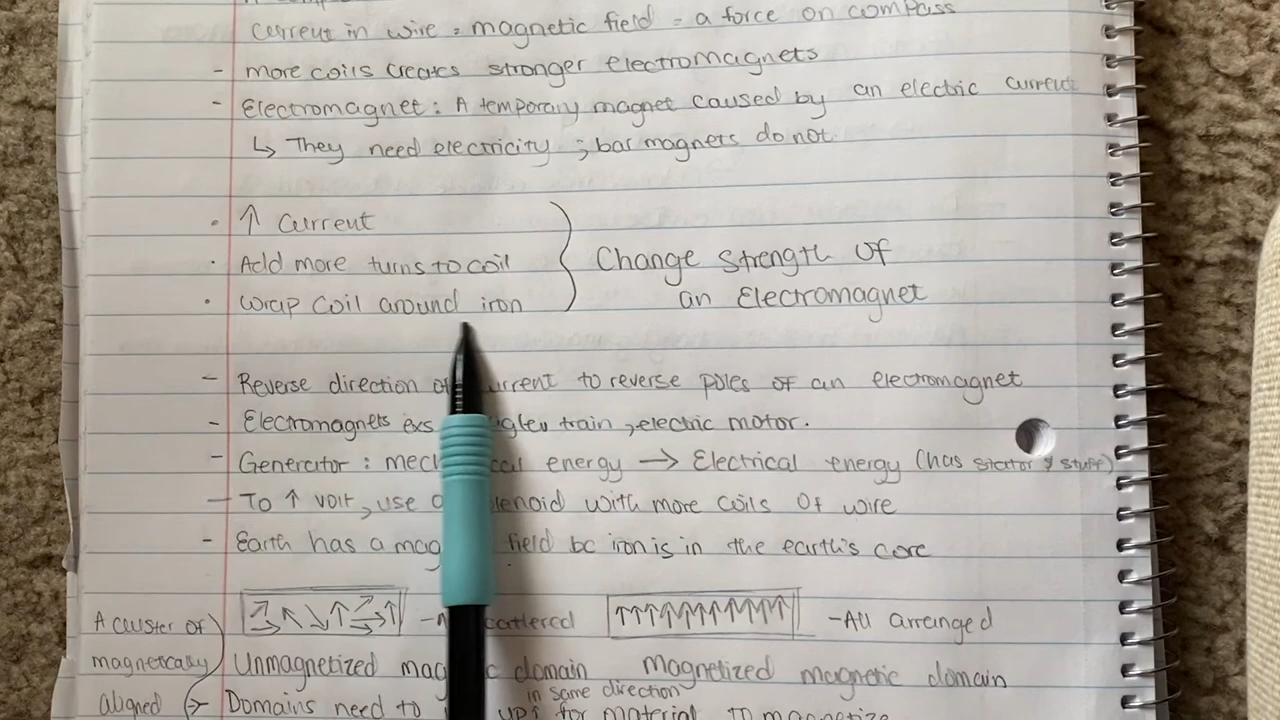 current in wire = magnetic field = a force on compass
- more coils creates stronger electromagnets
- Electromagnet: A temporary magnet caused by an electric current
↳ They need electricity ; bar magnets do not.
• ↑ Current
• Add more turns to coil
• Wrap coil around iron
Change strength of
an Electromagnet
- Reverse direction of current to reverse poles of an electromagnet
- Electromagnets exs train, electric motor.
- Generator: energy → Electrical energy (has stator & stuff)
- To ↑ volt, use with more coils of wire
- Earth has a field bc iron is in the earth's core
A cluster of
magnetically
aligned
- scattered
- All arranged
Unmagnetized domain magnetized magnetic domain
in same direction
→ Domains need to for material to magnetize